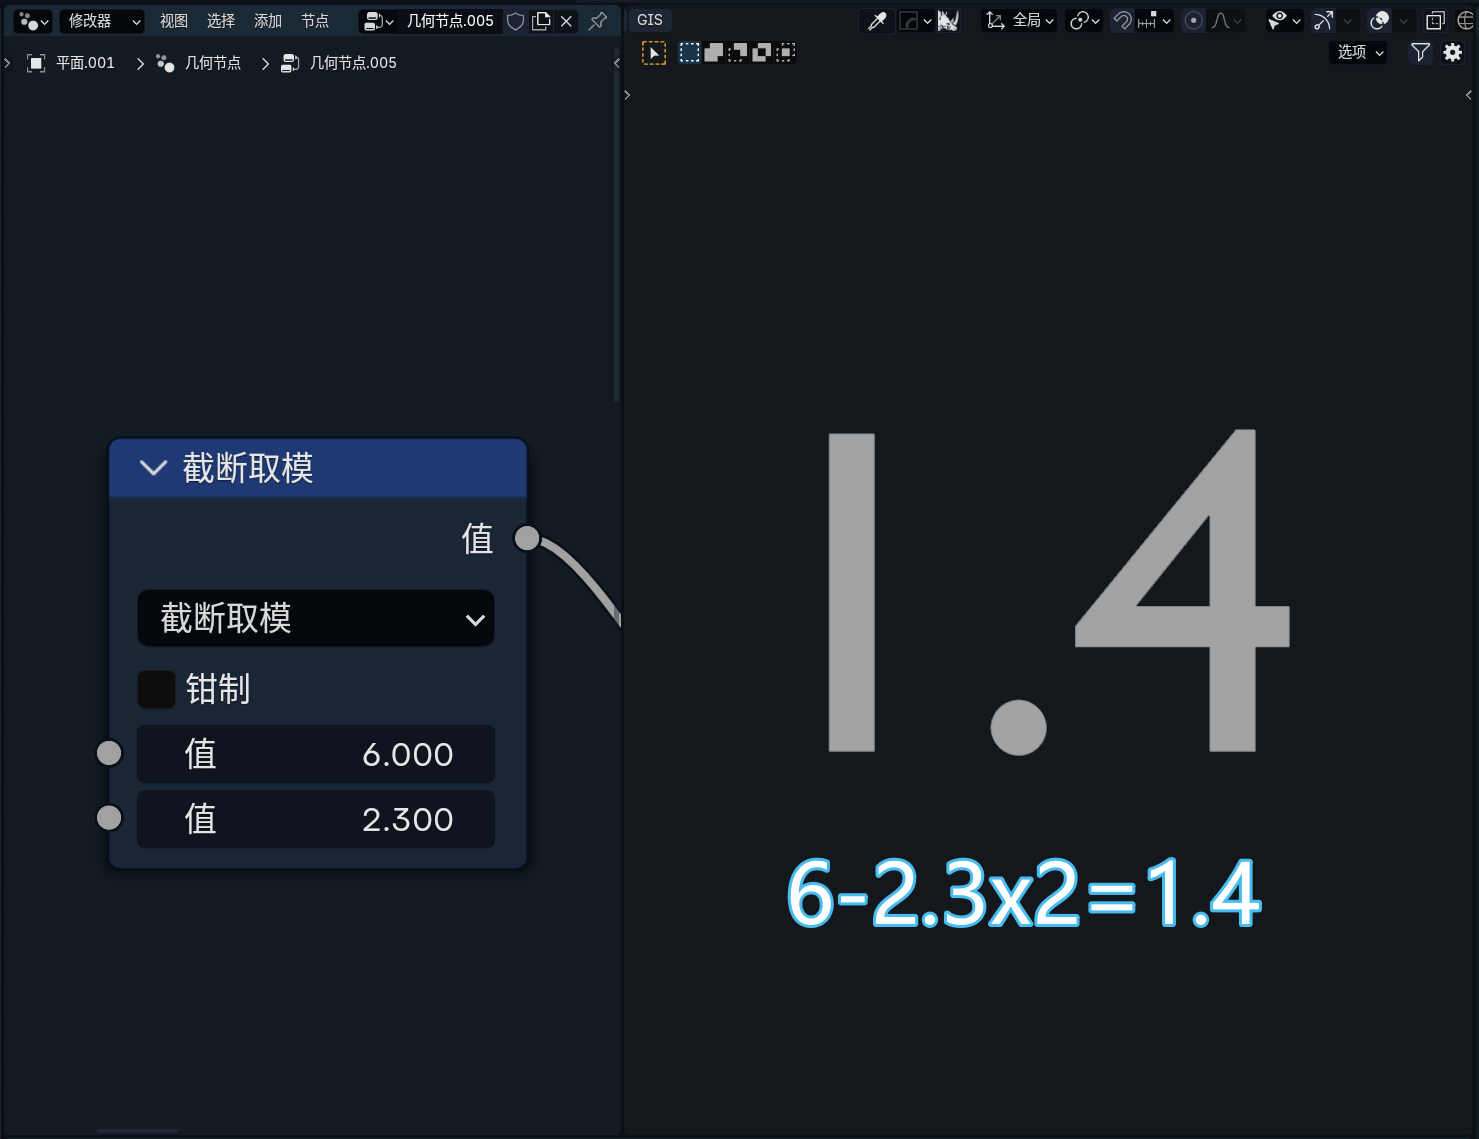 修改器 视图 选择 添加 节点 几何节点.005
平面.001 几何节点 几何节点.005
GIS 全局
选项
截断取模
值
截断取模
钳制
值 6.000
值 2.300
1.4
6-2.3x2=1.4